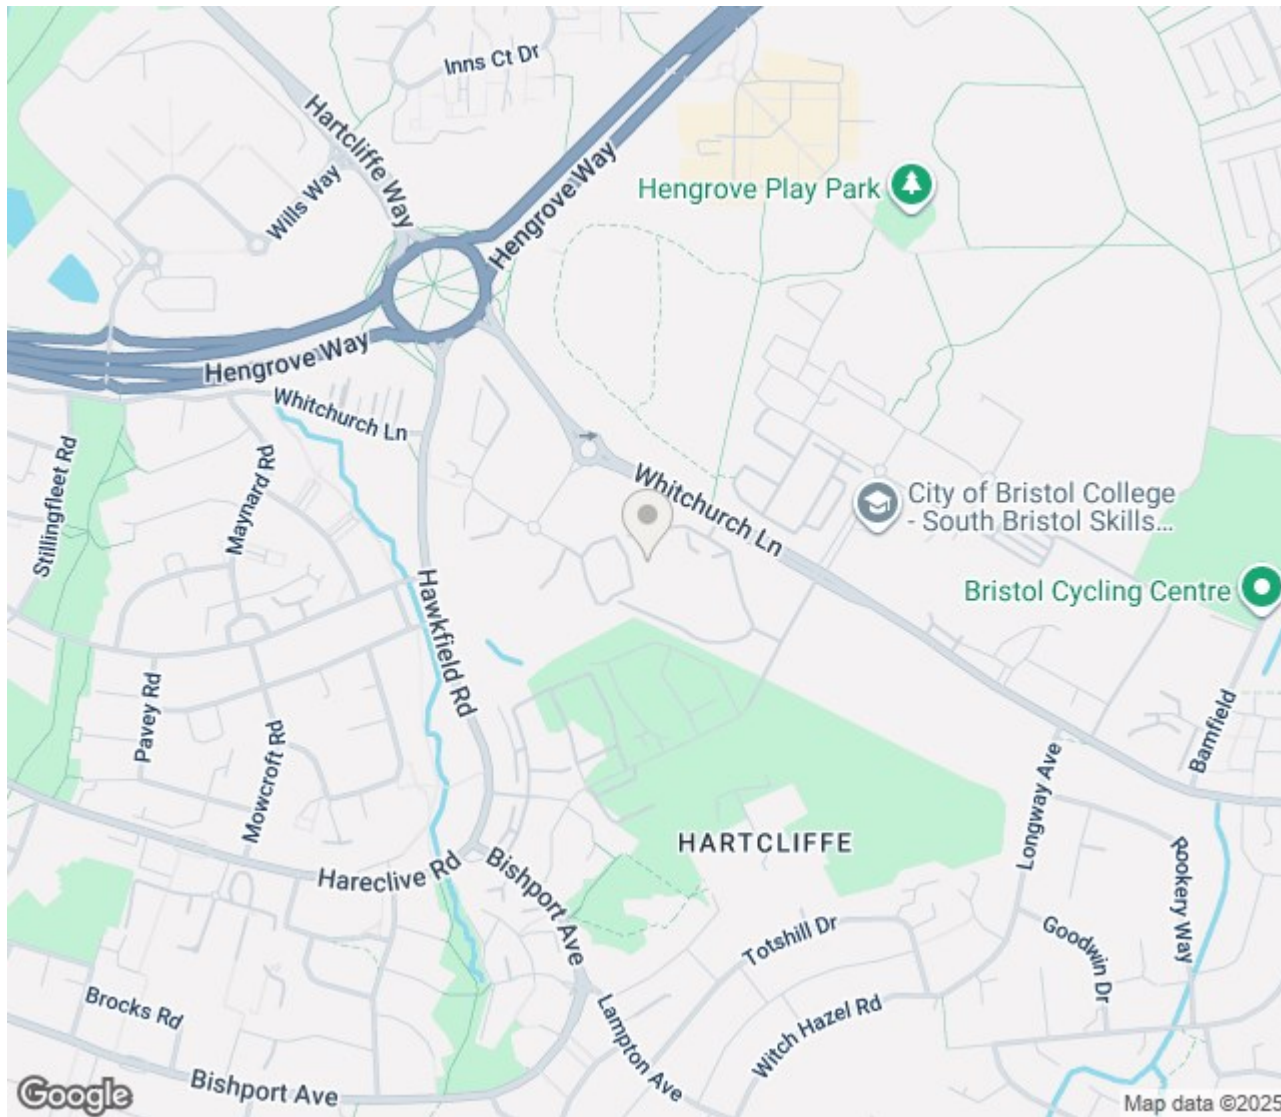 Inns Ct Dr
Hartcliffe Way
Wills Way
Hengrove Way
Hengrove Play Park
Hengrove Way
Whitchurch Ln
Stillingfleet Rd
Maynard Rd
Whitchurch Ln
City of Bristol College
- South Bristol Skills...
Bristol Cycling Centre
Hawkfield Rd
Pavey Rd
Mowcroft Rd
Bamfield
Longway Ave
HARTCLIFFE
Hareclive Rd
Bishport Ave
Rookery Way
Totshill Dr
Goodwin Dr
Brocks Rd
Witch Hazel Rd
Lampton Ave
Bishport Ave
Google
Map data ©2025